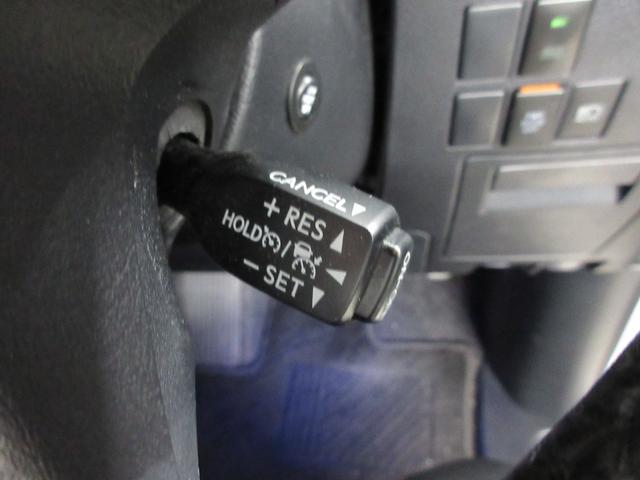 CANCEL
+ RES
HOLD /
- SET